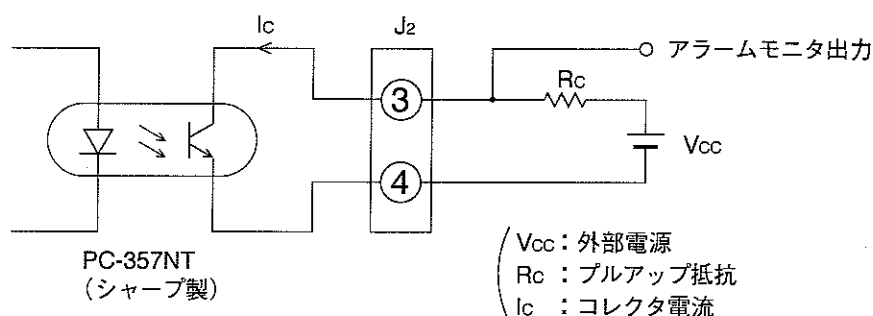 Ic
J2
アラームモニタ出力
3
Rc
Vcc
4
PC-357NT
（シャープ製）
Vcc：外部電源
Rc：プルアップ抵抗
Ic：コレクタ電流